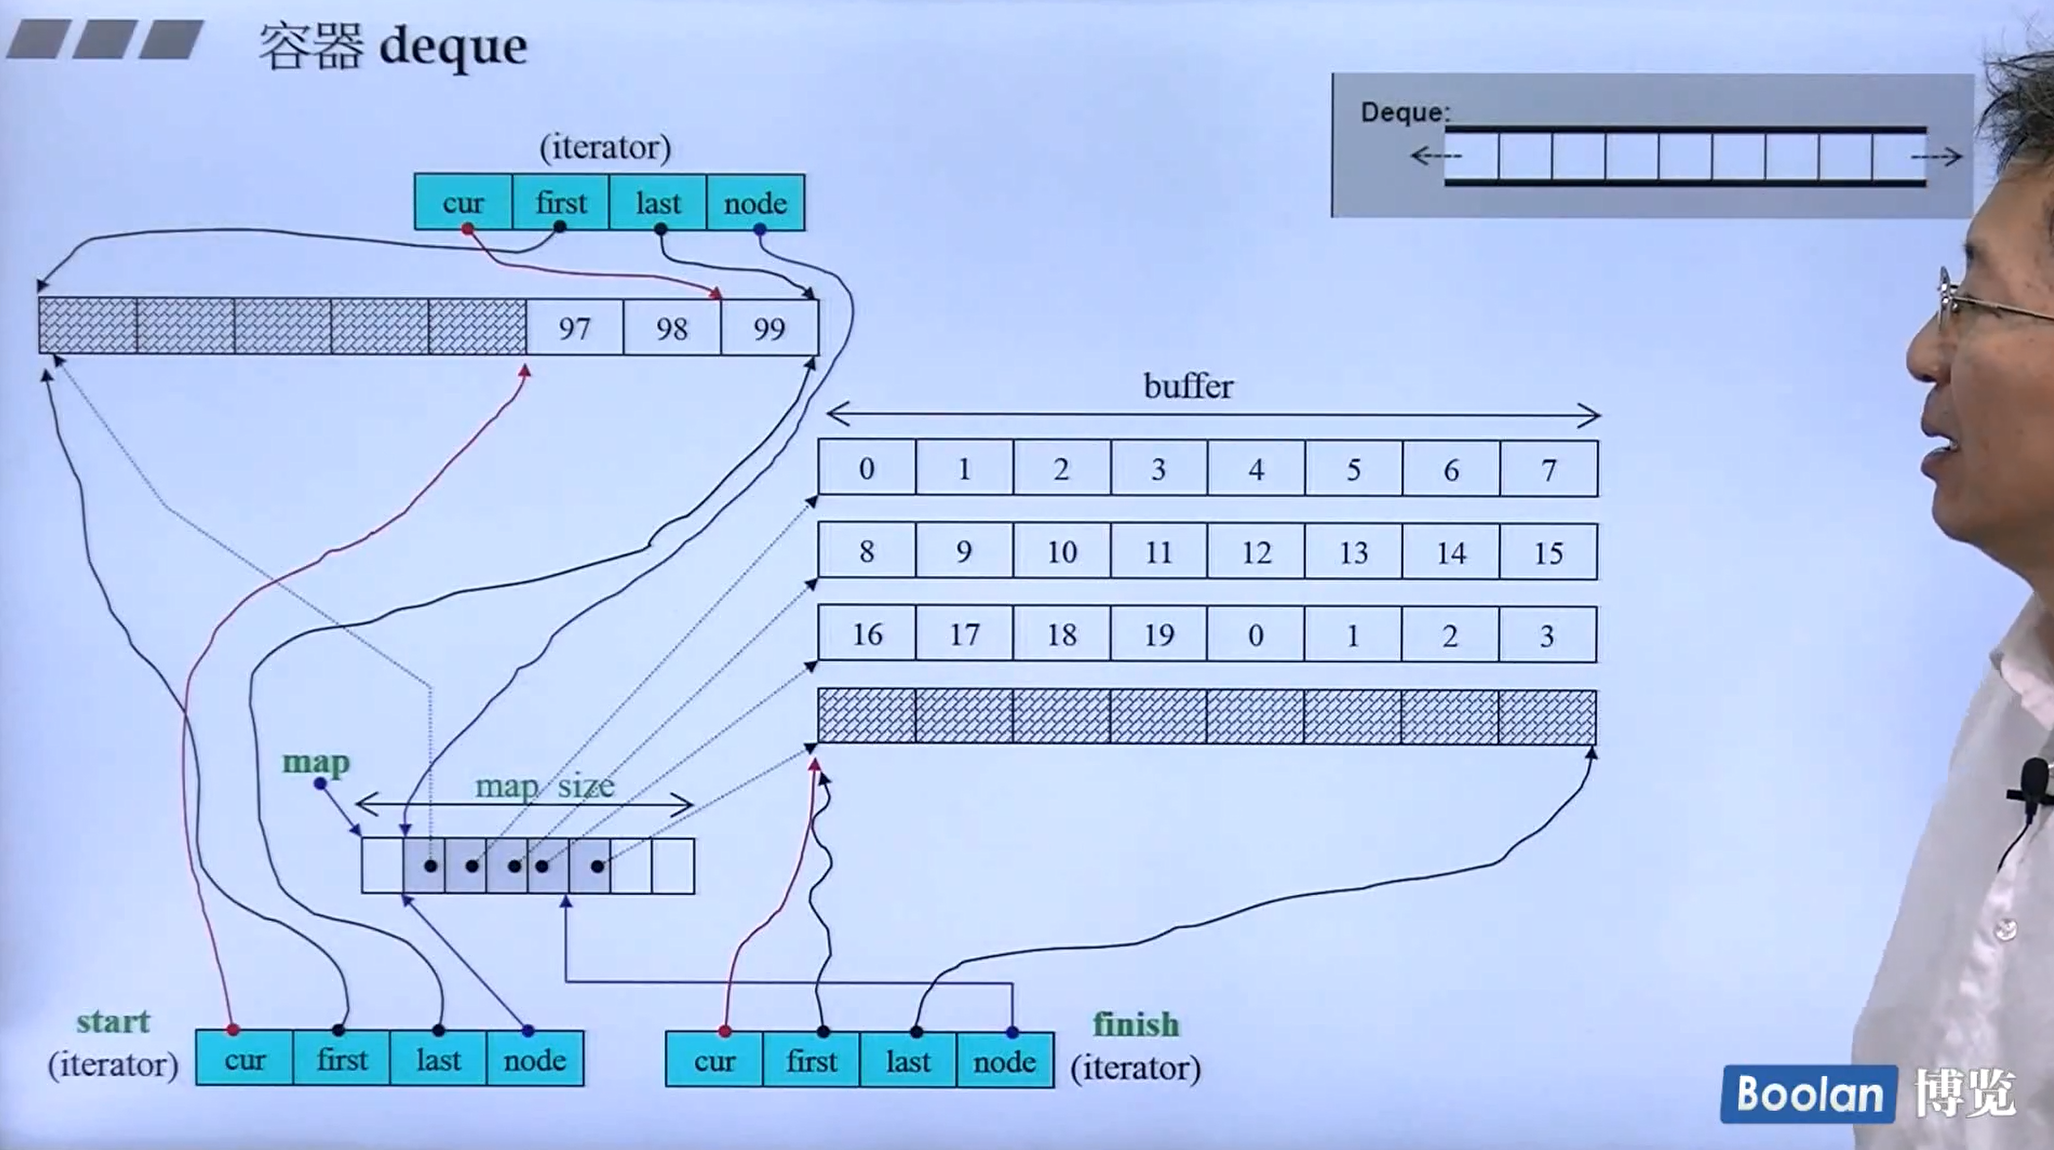 容器 deque
Deque:
(iterator)
cur first last node
97 98 99
buffer
0 1 2 3 4 5 6 7
8 9 10 11 12 13 14 15
16 17 18 19 0 1 2 3
map
map size
start
(iterator)
cur first last node
cur first last node
finish
(iterator)
Boolan 博览